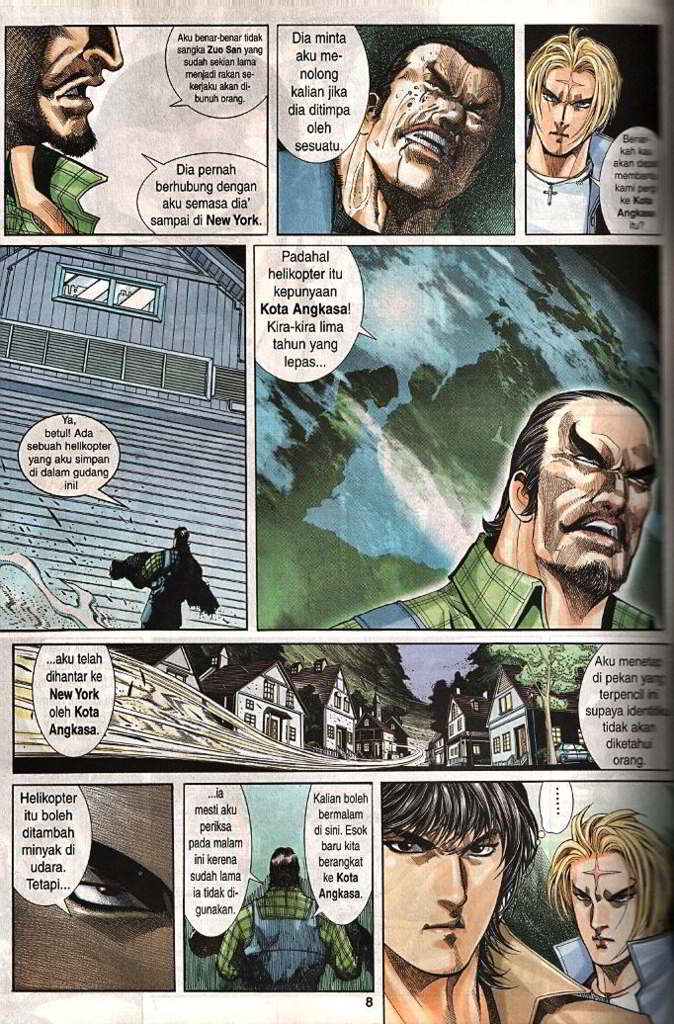 Aku benar-benar tidak
sangka Zuo San yang
sudah sekian lama
menjadi rakan se-
kerjaku akan di-
bunuh orang.
Dia pernah
berhubung dengan
aku semasa dia'
sampai di New York.
Dia minta
aku me-
nolong
kalian jika
dia ditimpa
oleh
sesuatu.
Benar-
kah kau
akan dapat
membantu
kami pergi
ke Kota
Angkasa
itu?
Ya,
betul! Ada
sebuah helikopter
yang aku simpan
di dalam gudang
ini!
Padahal
helikopter itu
kepunyaan
Kota Angkasa!
Kira-kira lima
tahun yang
lepas...
...aku telah
dihantar ke
New York
oleh Kota
Angkasa.
Aku menetap
di pekan yang
terpencil ini
supaya identitiku
tidak akan
diketahui
orang.
Helikopter
itu boleh
ditambah
minyak di
udara.
Tetapi...
...ia
mesti aku
periksa
pada malam
ini kerena
sudah lama
ia tidak di-
gunakan.
Kalian boleh
bermalam
di sini. Esok
baru kita
berangkat
ke Kota
Angkasa.
......
8